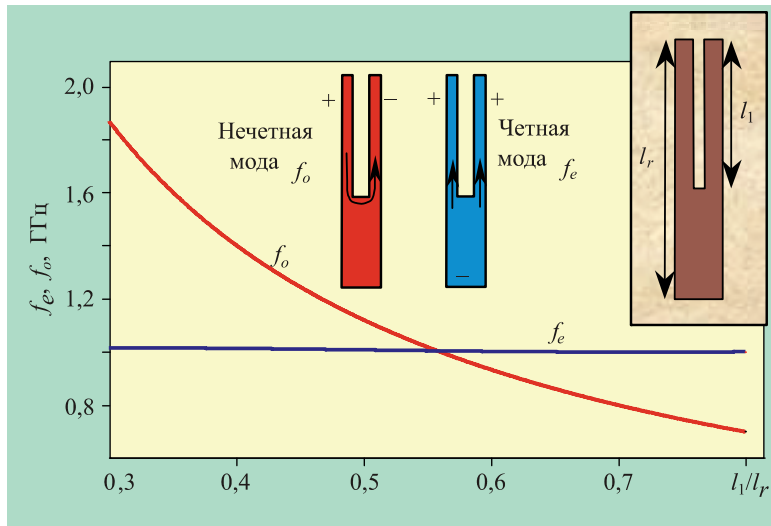 fe, fo, ГГц
2,0
1,6
1,2
0,8
0,3
0,4
0,5
0,6
0,7
l1/lr
Нечетная
мода fo
+ −
Четная
мода fe
+ +
−
fo
fe
lr
l1